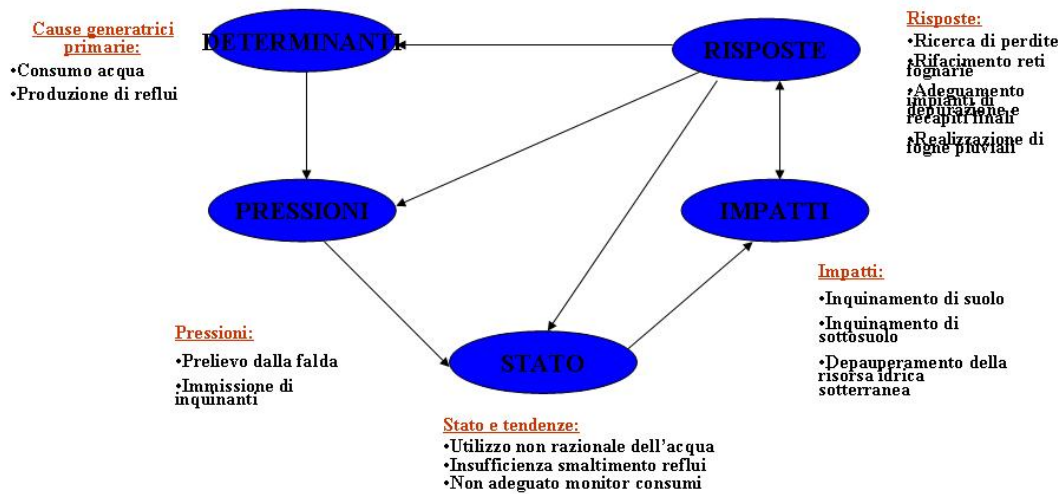 Cause generatrici
primarie:
•Consumo acqua
•Produzione di reflui
DETERMINANTI
RISPOSTE
Risposte:
•Ricerca di perdite
•Rifacimento reti
fognarie
•Adeguamento
impianti di
depurazione e
recapiti finali
•Realizzazione di
fogne pluviali
PRESSIONI
IMPATTI
Impatti:
•Inquinamento di suolo
•Inquinamento di
sottosuolo
•Depauperamento della
risorsa idrica
sotterranea
Pressioni:
•Prelievo dalla falda
•Immissione di
inquinanti
STATO
Stato e tendenze:
•Utilizzo non razionale dell'acqua
•Insufficienza smaltimento reflui
•Non adeguato monitor consumi